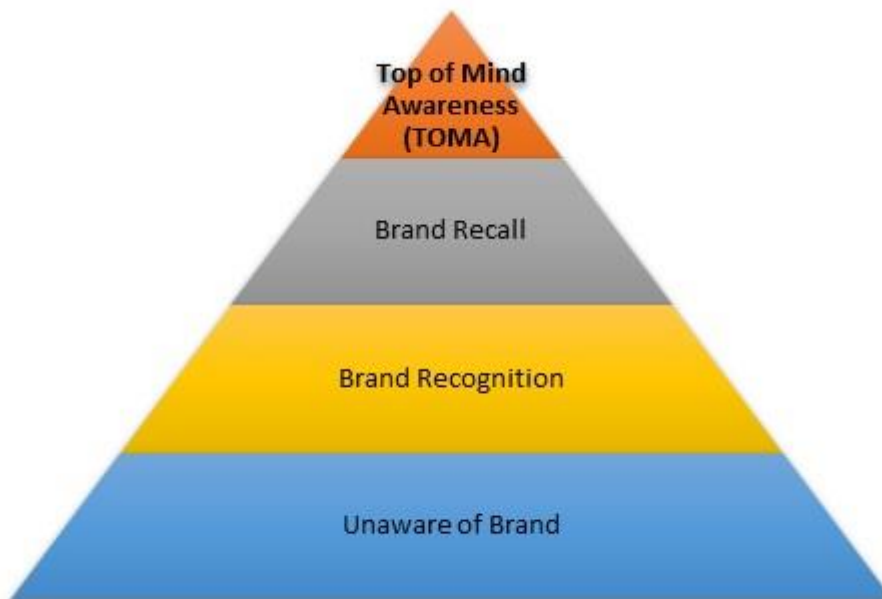 Top of Mind
Awareness
(TOMA)
Brand Recall
Brand Recognition
Unaware of Brand